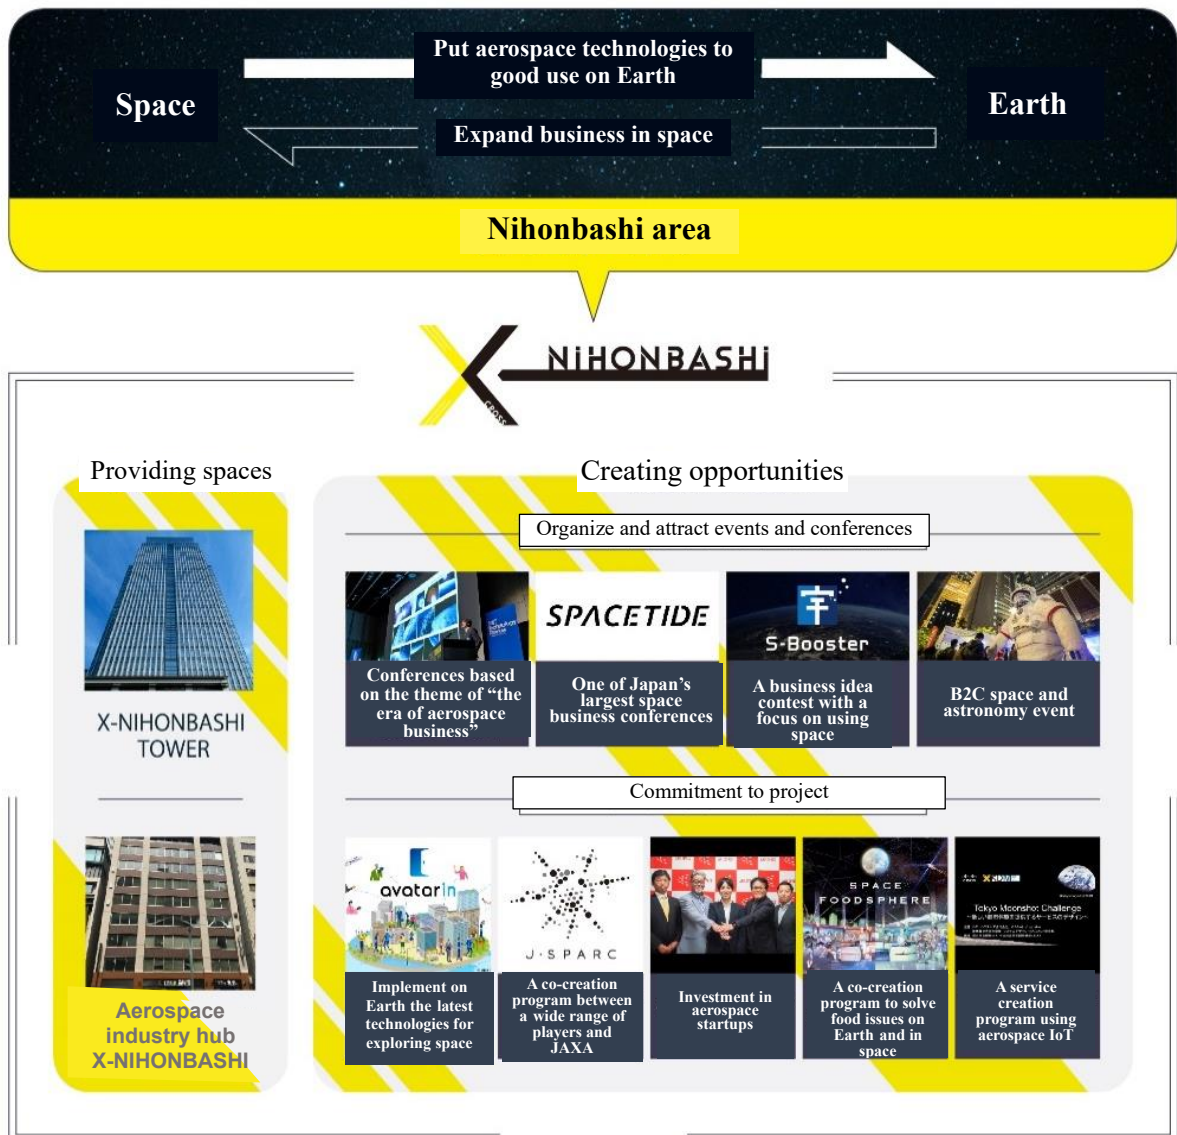 Put aerospace technologies to
good use on Earth
Space
Earth
Expand business in space
Nihonbashi area
X NIHONBASHI
CROSS
Providing spaces
X-NIHONBASHI
TOWER
Aerospace
industry hub
X-NIHONBASHI
Creating opportunities
Organize and attract events and conferences
Conferences based
on the theme of “the
era of aerospace
business”
SPACETIDE
One of Japan’s
largest space
business conferences
S-Booster
A business idea
contest with a
focus on using
space
B2C space and
astronomy event
Commitment to project
avatarin
Implement on
Earth the latest
technologies for
exploring space
J-SPARC
A co-creation
program between
a wide range of
players and
JAXA
Investment in
aerospace
startups
SPACE
FOODSPHERE
A co-creation
program to solve
food issues on
Earth and in
space
Tokyo Moonshot Challenge
A service
creation
program using
aerospace IoT